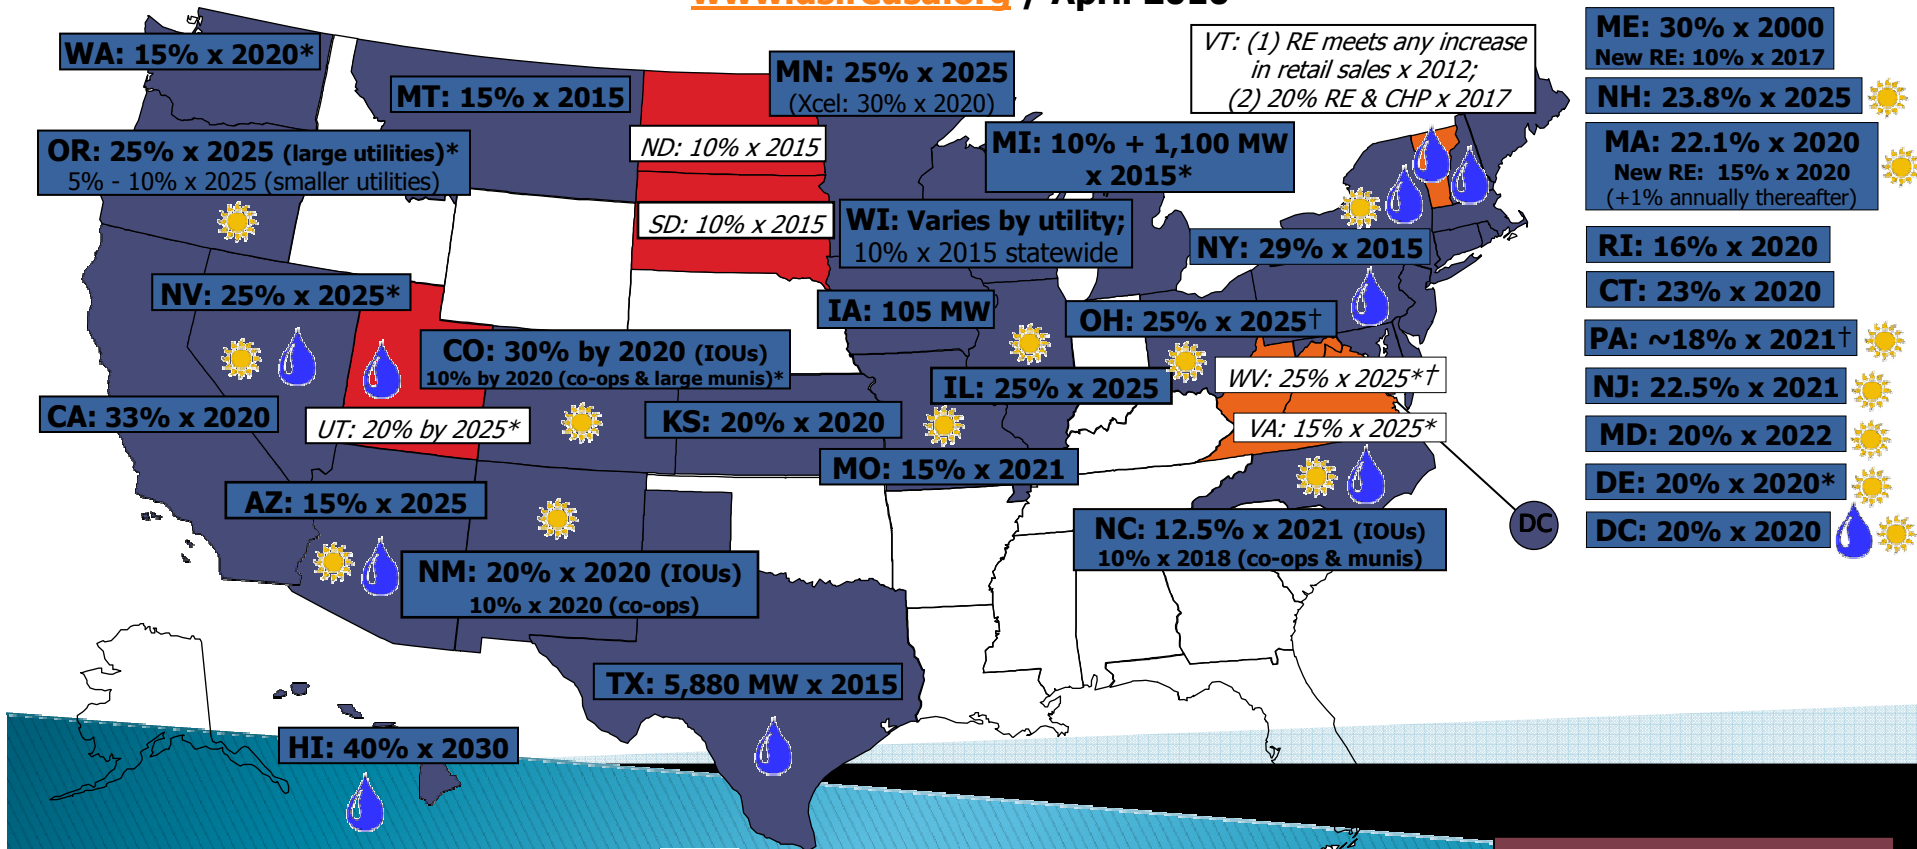 www.dsireusa.org / April 2010
WA: 15% x 2020*
MT: 15% x 2015
MN: 25% x 2025
(Xcel: 30% x 2020)
VT: (1) RE meets any increase
in retail sales x 2012;
(2) 20% RE & CHP x 2017
ME: 30% x 2000
New RE: 10% x 2017
NH: 23.8% x 2025
OR: 25% x 2025 (large utilities)*
5% - 10% x 2025 (smaller utilities)
ND: 10% x 2015
MI: 10% + 1,100 MW
x 2015*
MA: 22.1% x 2020
New RE: 15% x 2020
(+1% annually thereafter)
SD: 10% x 2015
WI: Varies by utility;
10% x 2015 statewide
NY: 29% x 2015
RI: 16% x 2020
CT: 23% x 2020
NV: 25% x 2025*
IA: 105 MW
OH: 25% x 2025†
PA: ~18% x 2021†
CO: 30% by 2020 (IOUs)
10% by 2020 (co-ops & large munis)*
WV: 25% x 2025*†
IL: 25% x 2025
NJ: 22.5% x 2021
CA: 33% x 2020
UT: 20% by 2025*
KS: 20% x 2020
VA: 15% x 2025*
MD: 20% x 2022
MO: 15% x 2021
DE: 20% x 2020*
AZ: 15% x 2025
NC: 12.5% x 2021 (IOUs)
10% x 2018 (co-ops & munis)
DC
DC: 20% x 2020
NM: 20% x 2020 (IOUs)
10% x 2020 (co-ops)
TX: 5,880 MW x 2015
HI: 40% x 2030